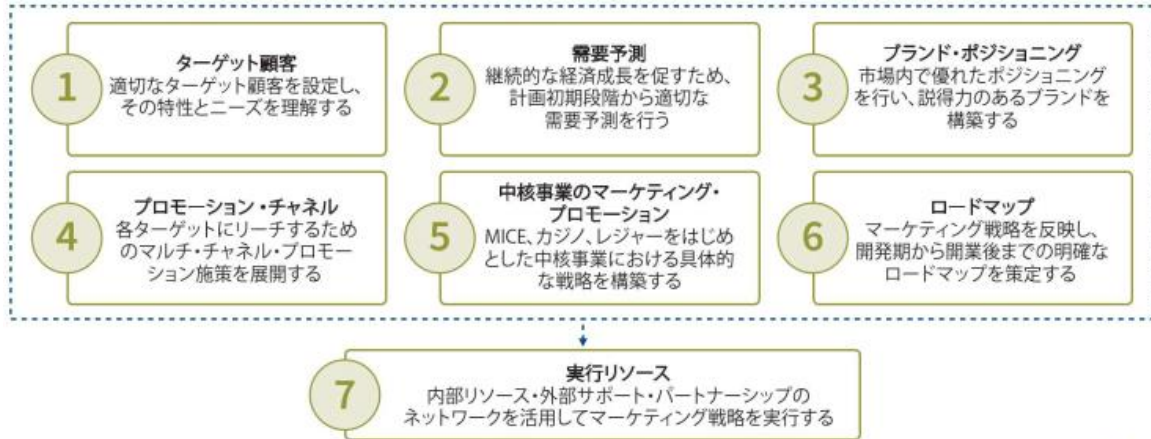 1
ターゲット顧客
適切なターゲット顧客を設定し、
その特性とニーズを理解する
2
需要予測
継続的な経済成長を促すため、
計画初期段階から適切な
需要予測を行う
3
ブランド・ポジショニング
市場内で優れたポジショニング
を行い、説得力のあるブランドを
構築する
4
プロモーション・チャネル
各ターゲットにリーチするため
のマルチ・チャネル・プロモー
ション施策を展開する
5
中核事業のマーケティング・
プロモーション
MICE、カジノ、レジャーをはじめ
とした中核事業における具体的
な戦略を構築する
6
ロードマップ
マーケティング戦略を反映し、
開発期から開業後までの明確な
ロードマップを策定する
7
実行リソース
内部リソース・外部サポート・パートナーシップの
ネットワークを活用してマーケティング戦略を実行する